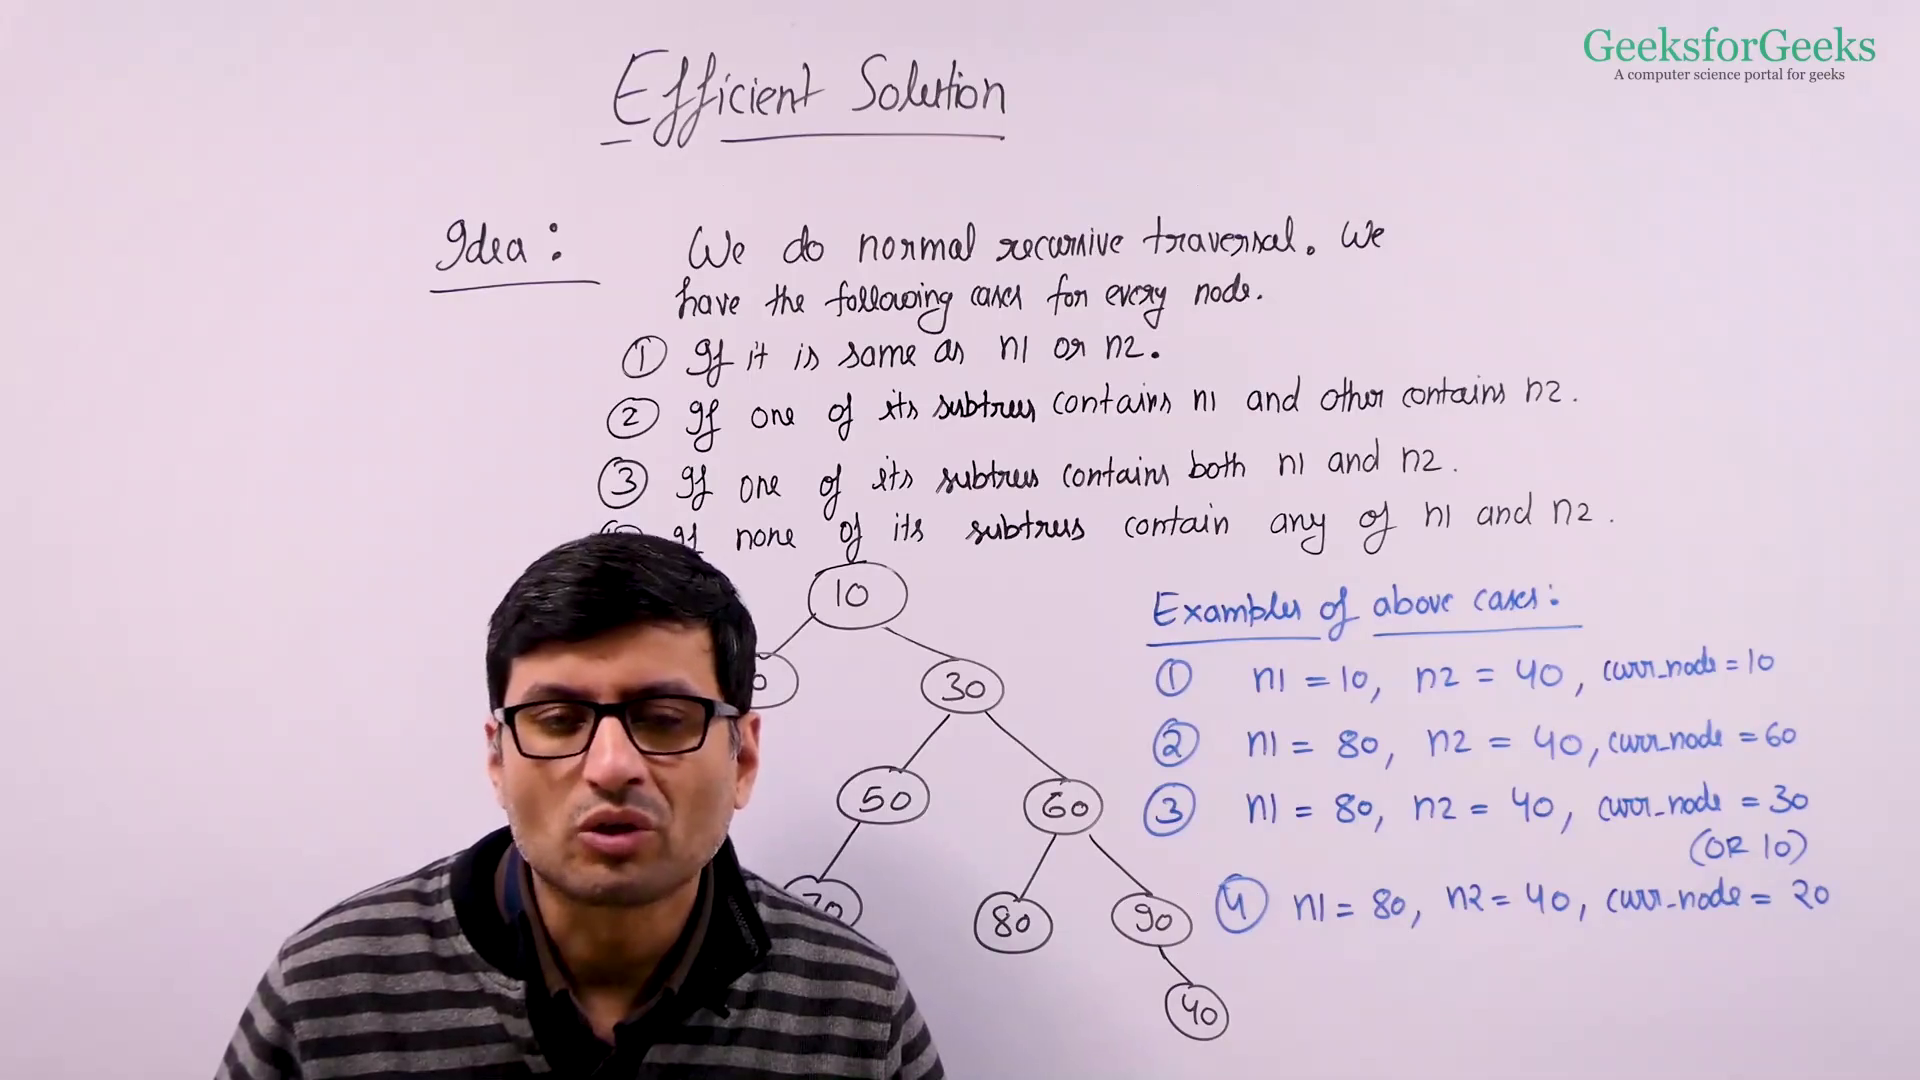 GeeksforGeeks
A computer science portal for geeks
Efficient Solution
Idea : We do normal recursive traversal. We
have the following cases for every node.
① If it is same as n1 or n2.
② If one of its subtrees contains n1 and other contains n2.
③ If one of its subtrees contains both n1 and n2.
If none of its subtrees contain any of n1 and n2.
10
30
50
60
70
80
90
40
Examples of above cases :
① n1 = 10, n2 = 40, curr_node = 10
② n1 = 80, n2 = 40, curr_node = 60
③ n1 = 80, n2 = 40, curr_node = 30
(OR 10)
④ n1 = 80, n2 = 40, curr_node = 20